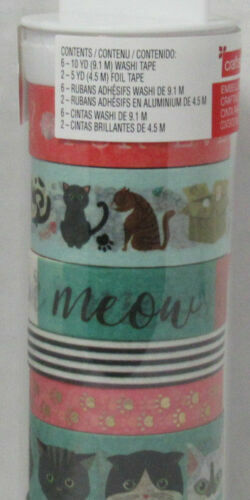 CONTENTS / CONTENU / CONTENIDO:
6 – 10 YD (9.1 M) WASHI TAPE
2 – 5 YD (4.5 M) FOIL TAPE
6 – RUBANS ADHÉSIFS WASHI DE 9.1 M
2 – RUBANS ADHÉSIFS EN ALUMINIUM DE 4.5 M
6 – CINTAS WASHI DE 9.1 M
2 – CINTAS BRILLANTES DE 4.5 M
meow